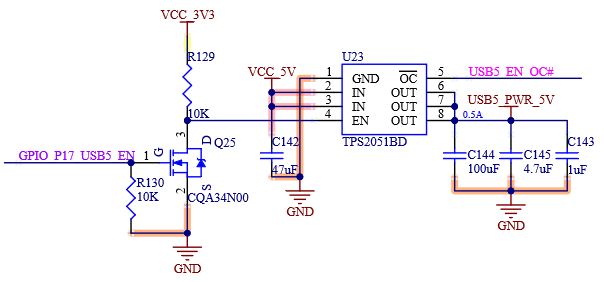 VCC_3V3
R129
10K
VCC_5V
U23
1 GND OC 5 USB5_EN_OC#
2 IN OUT 6
3 IN OUT 7 USB5_PWR_5V
4 EN OUT 8 0.5A
TPS2051BD
GPIO_P17_USB5_EN 1 G
3 D Q25
2 S
CQA34N00
R130
10K
C142
47uF
C144
100uF
C145
4.7uF
C143
1uF
GND
GND
GND